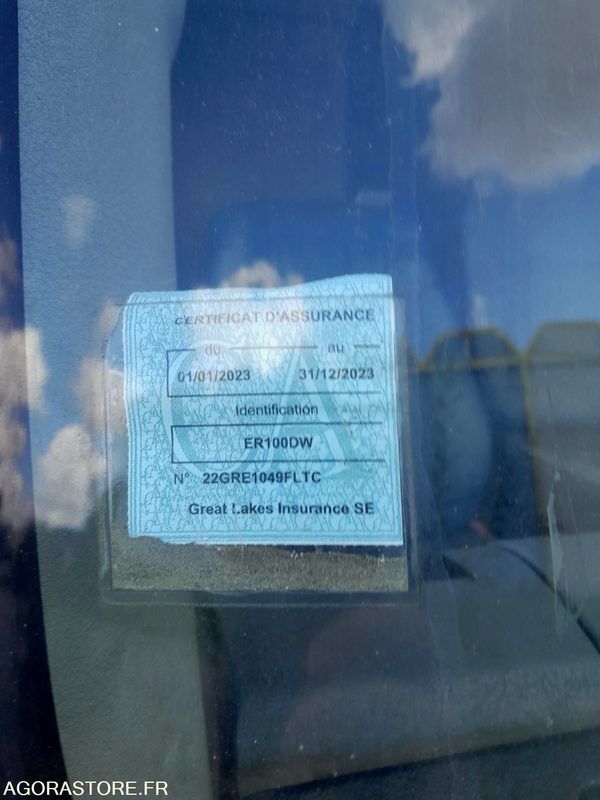 CERTIFICAT D'ASSURANCE
du au
01/01/2023 31/12/2023
Identification
ER100DW
N° 22GRE1049FLTC
Great Lakes Insurance SE
AGORASTORE.FR